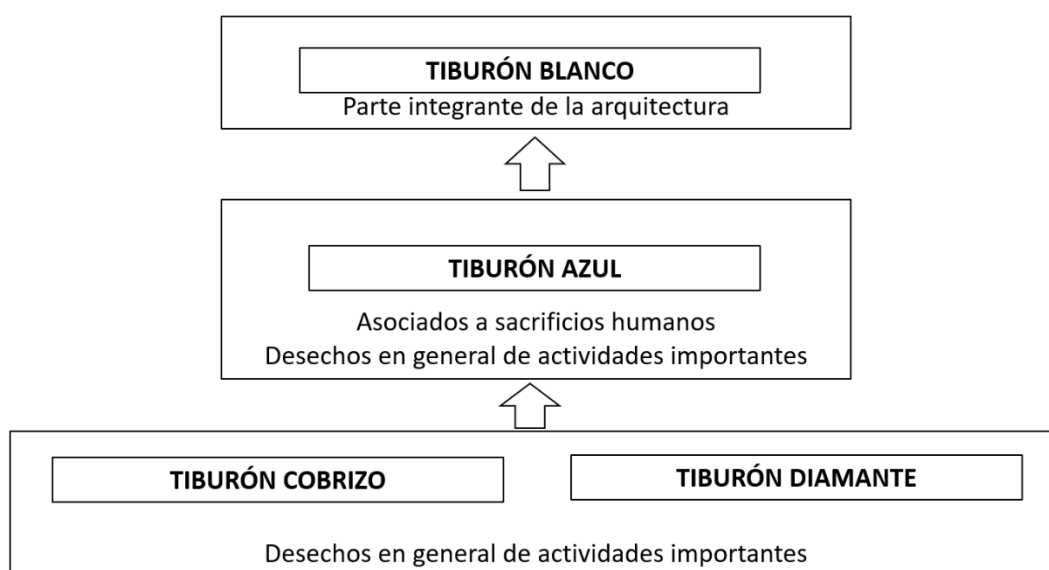 TIBURÓN BLANCO
Parte integrante de la arquitectura
TIBURÓN AZUL
Asociados a sacrificios humanos
Desechos en general de actividades importantes
TIBURÓN COBRIZO
TIBURÓN DIAMANTE
Desechos en general de actividades importantes